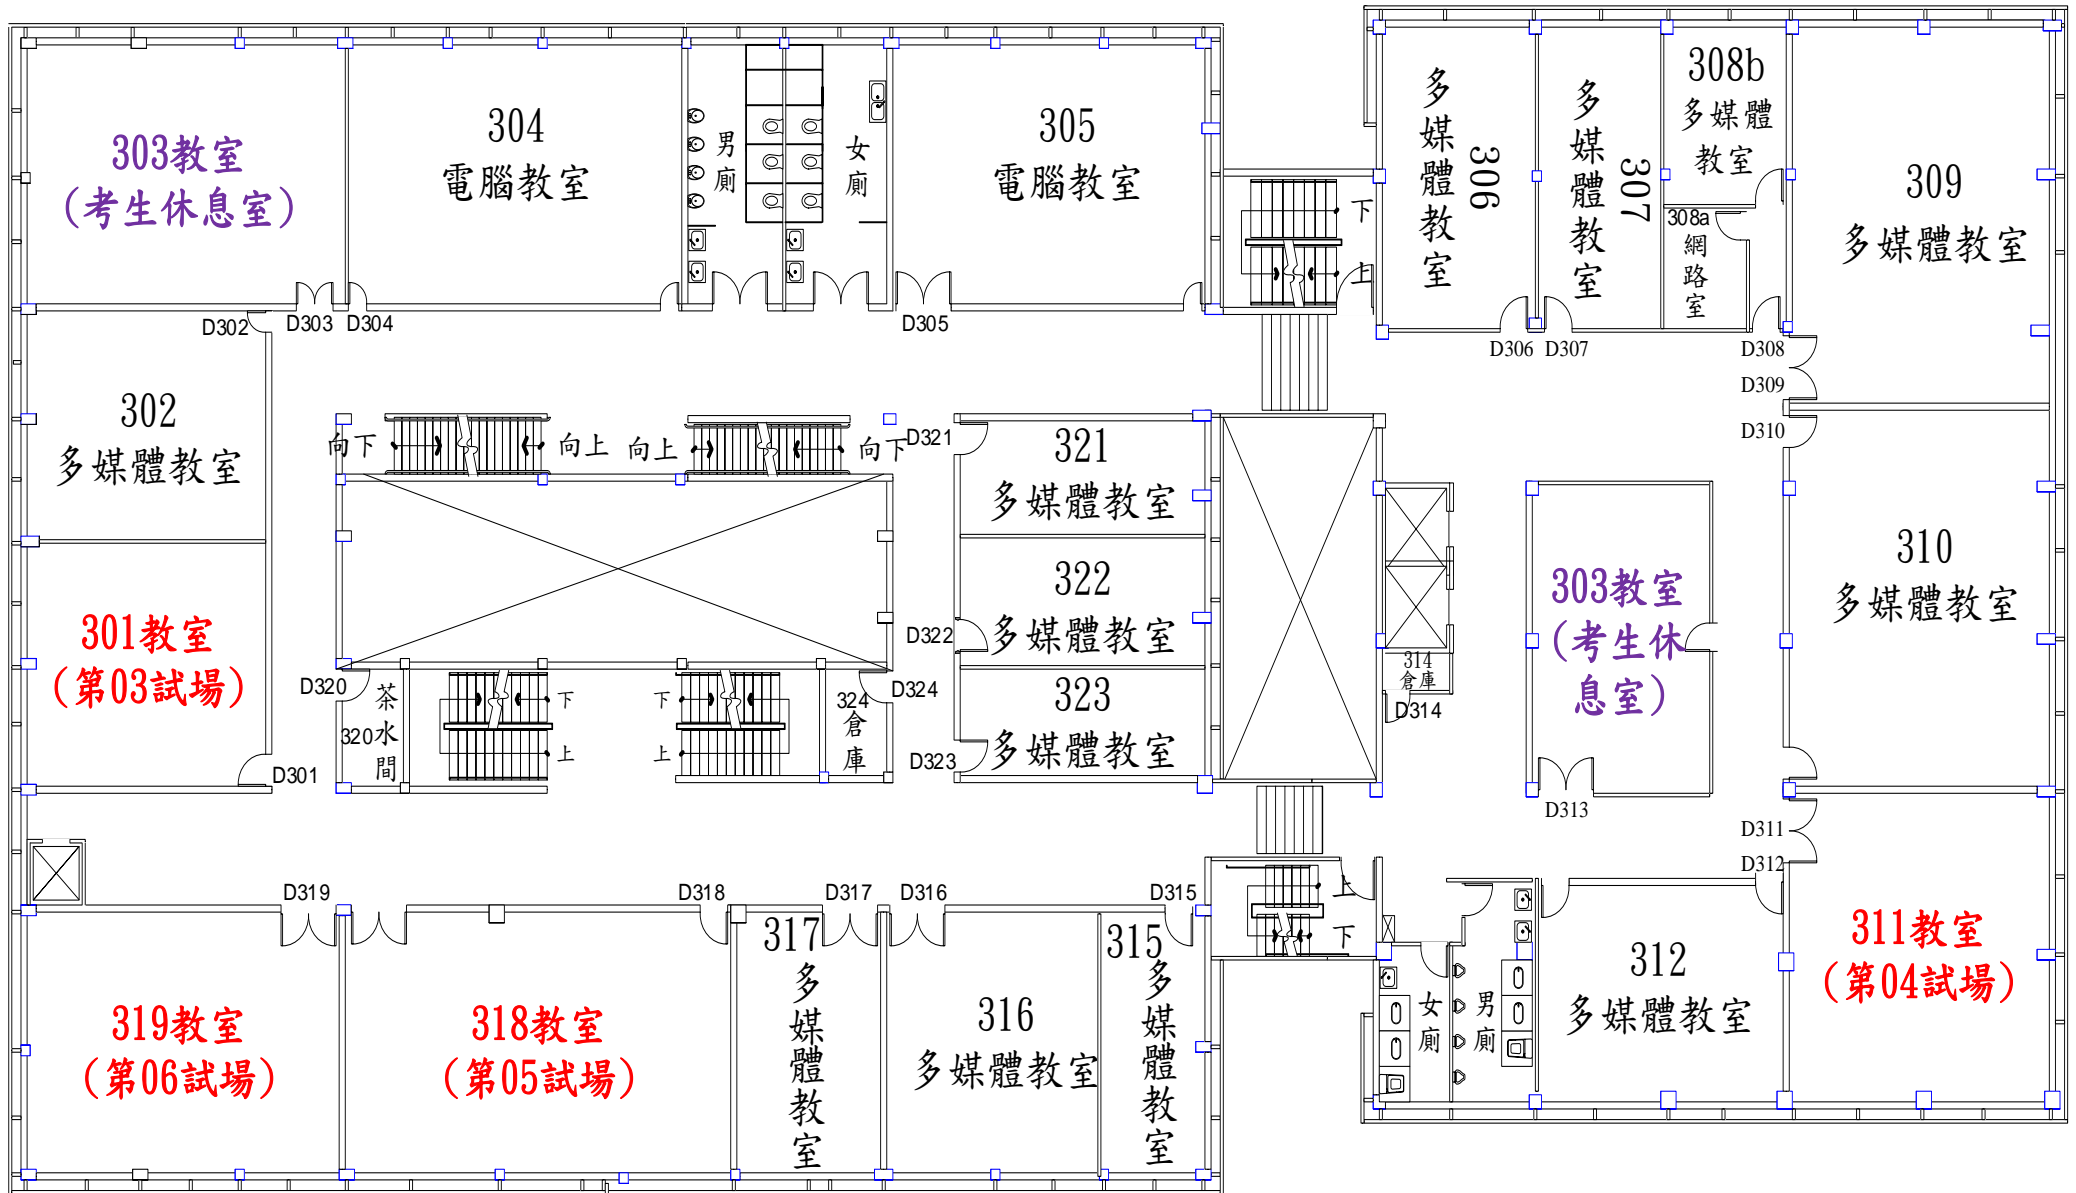 303教室
(考生休息室)
304
電腦教室
男廁
女廁
305
電腦教室
下
上
多媒體教室
306
多媒體教室
307
308b
多媒體
教室
308a
網路室
309
多媒體教室
D302
D303
D304
D305
D306
D307
D308
D309
D310
302
多媒體教室
向下
向上
向上
向下
D321
321
多媒體教室
322
多媒體教室
D322
323
多媒體教室
D323
310
多媒體教室
303教室
(考生休
息室)
314
倉庫
D314
301教室
(第03試場)
D301
D320
320
茶水間
下
上
下
上
324
倉庫
D324
D313
D311
D312
D319
D318
D317
D316
D315
上
下
319教室
(第06試場)
318教室
(第05試場)
317
多媒體教室
316
多媒體教室
315
多媒體教室
女廁
男廁
312
多媒體教室
311教室
(第04試場)